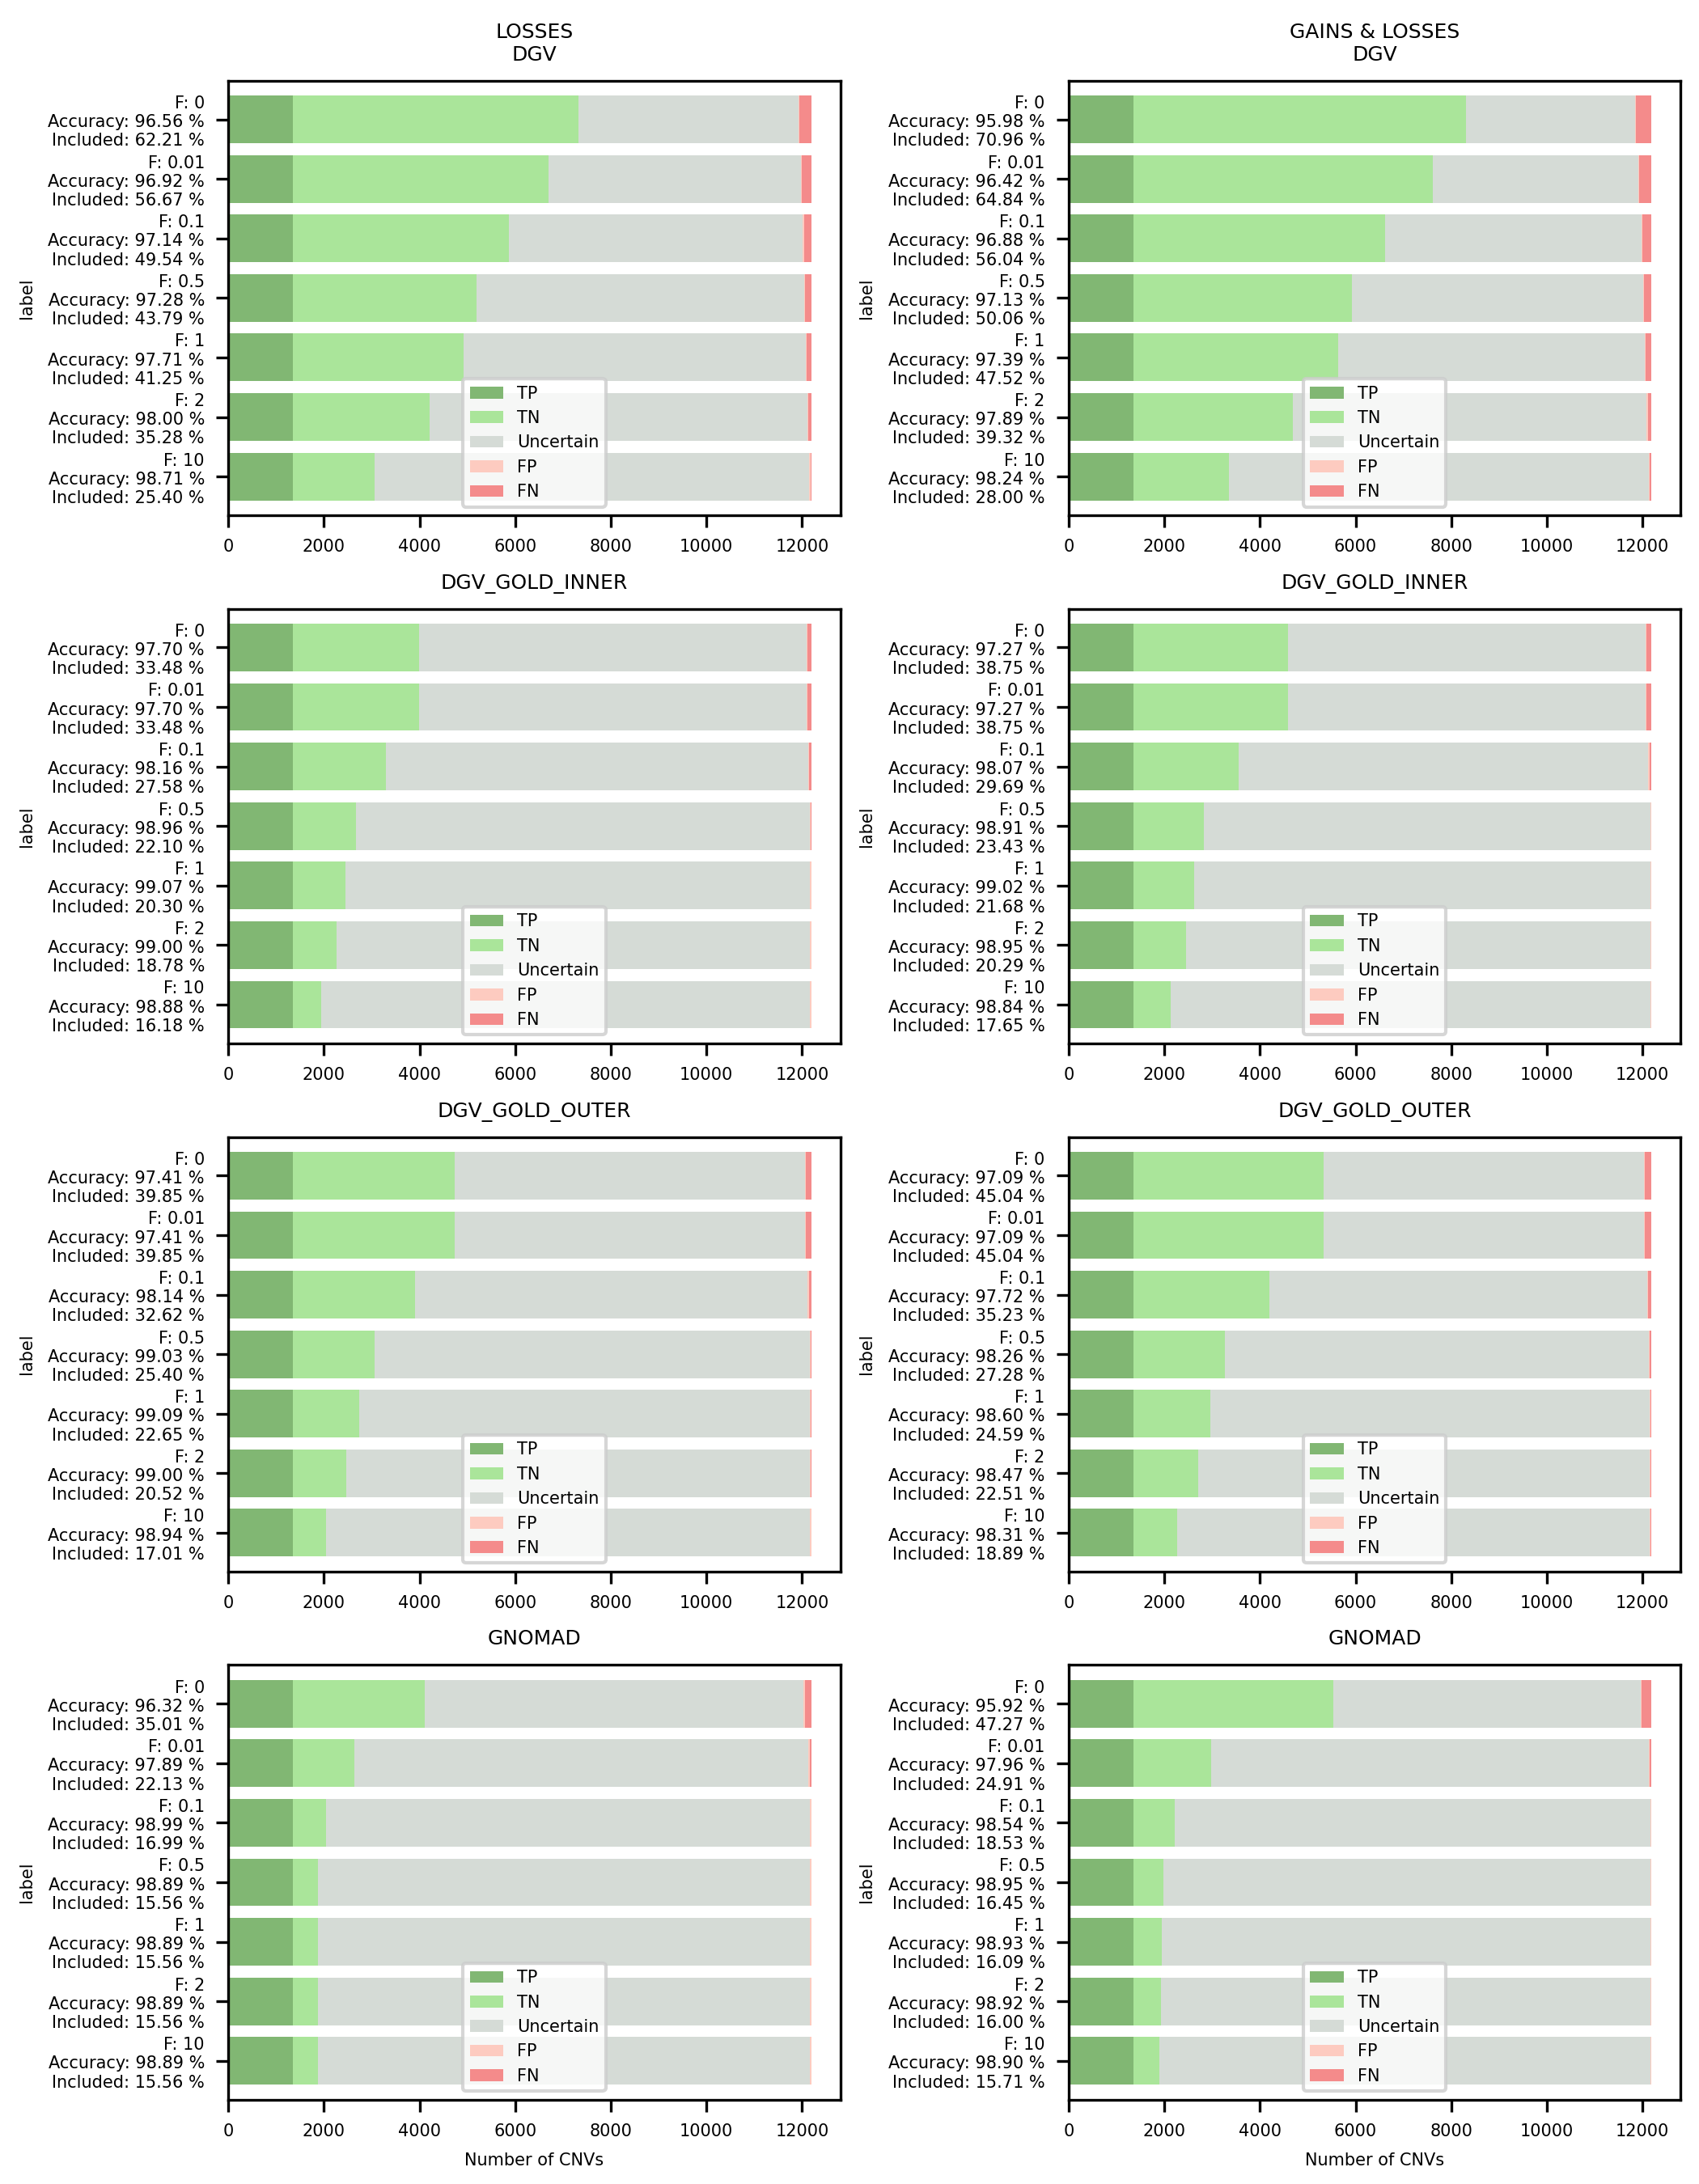 LOSSES
DGV
label
F: 0
Accuracy: 96.56 %
Included: 62.21 %
F: 0.01
Accuracy: 96.92 %
Included: 56.67 %
F: 0.1
Accuracy: 97.14 %
Included: 49.54 %
F: 0.5
Accuracy: 97.28 %
Included: 43.79 %
F: 1
Accuracy: 97.71 %
Included: 41.25 %
F: 2
Accuracy: 98.00 %
Included: 35.28 %
F: 10
Accuracy: 98.71 %
Included: 25.40 %
TP
TN
Uncertain
FP
FN
0 2000 4000 6000 8000 10000 12000
GAINS & LOSSES
DGV
label
F: 0
Accuracy: 95.98 %
Included: 70.96 %
F: 0.01
Accuracy: 96.42 %
Included: 64.84 %
F: 0.1
Accuracy: 96.88 %
Included: 56.04 %
F: 0.5
Accuracy: 97.13 %
Included: 50.06 %
F: 1
Accuracy: 97.39 %
Included: 47.52 %
F: 2
Accuracy: 97.89 %
Included: 39.32 %
F: 10
Accuracy: 98.24 %
Included: 28.00 %
TP
TN
Uncertain
FP
FN
0 2000 4000 6000 8000 10000 12000
DGV_GOLD_INNER
label
F: 0
Accuracy: 97.70 %
Included: 33.48 %
F: 0.01
Accuracy: 97.70 %
Included: 33.48 %
F: 0.1
Accuracy: 98.16 %
Included: 27.58 %
F: 0.5
Accuracy: 98.96 %
Included: 22.10 %
F: 1
Accuracy: 99.07 %
Included: 20.30 %
F: 2
Accuracy: 99.00 %
Included: 18.78 %
F: 10
Accuracy: 98.88 %
Included: 16.18 %
TP
TN
Uncertain
FP
FN
0 2000 4000 6000 8000 10000 12000
DGV_GOLD_INNER
label
F: 0
Accuracy: 97.27 %
Included: 38.75 %
F: 0.01
Accuracy: 97.27 %
Included: 38.75 %
F: 0.1
Accuracy: 98.07 %
Included: 29.69 %
F: 0.5
Accuracy: 98.91 %
Included: 23.43 %
F: 1
Accuracy: 99.02 %
Included: 21.68 %
F: 2
Accuracy: 98.95 %
Included: 20.29 %
F: 10
Accuracy: 98.84 %
Included: 17.65 %
TP
TN
Uncertain
FP
FN
0 2000 4000 6000 8000 10000 12000
DGV_GOLD_OUTER
label
F: 0
Accuracy: 97.41 %
Included: 39.85 %
F: 0.01
Accuracy: 97.41 %
Included: 39.85 %
F: 0.1
Accuracy: 98.14 %
Included: 32.62 %
F: 0.5
Accuracy: 99.03 %
Included: 25.40 %
F: 1
Accuracy: 99.09 %
Included: 22.65 %
F: 2
Accuracy: 99.00 %
Included: 20.52 %
F: 10
Accuracy: 98.94 %
Included: 17.01 %
TP
TN
Uncertain
FP
FN
0 2000 4000 6000 8000 10000 12000
DGV_GOLD_OUTER
label
F: 0
Accuracy: 97.09 %
Included: 45.04 %
F: 0.01
Accuracy: 97.09 %
Included: 45.04 %
F: 0.1
Accuracy: 97.72 %
Included: 35.23 %
F: 0.5
Accuracy: 98.26 %
Included: 27.28 %
F: 1
Accuracy: 98.60 %
Included: 24.59 %
F: 2
Accuracy: 98.47 %
Included: 22.51 %
F: 10
Accuracy: 98.31 %
Included: 18.89 %
TP
TN
Uncertain
FP
FN
0 2000 4000 6000 8000 10000 12000
GNOMAD
label
F: 0
Accuracy: 96.32 %
Included: 35.01 %
F: 0.01
Accuracy: 97.89 %
Included: 22.13 %
F: 0.1
Accuracy: 98.99 %
Included: 16.99 %
F: 0.5
Accuracy: 98.89 %
Included: 15.56 %
F: 1
Accuracy: 98.89 %
Included: 15.56 %
F: 2
Accuracy: 98.89 %
Included: 15.56 %
F: 10
Accuracy: 98.89 %
Included: 15.56 %
TP
TN
Uncertain
FP
FN
0 2000 4000 6000 8000 10000 12000
Number of CNVs
GNOMAD
label
F: 0
Accuracy: 95.92 %
Included: 47.27 %
F: 0.01
Accuracy: 97.96 %
Included: 24.91 %
F: 0.1
Accuracy: 98.54 %
Included: 18.53 %
F: 0.5
Accuracy: 98.95 %
Included: 16.45 %
F: 1
Accuracy: 98.93 %
Included: 16.09 %
F: 2
Accuracy: 98.92 %
Included: 16.00 %
F: 10
Accuracy: 98.90 %
Included: 15.71 %
TP
TN
Uncertain
FP
FN
0 2000 4000 6000 8000 10000 12000
Number of CNVs